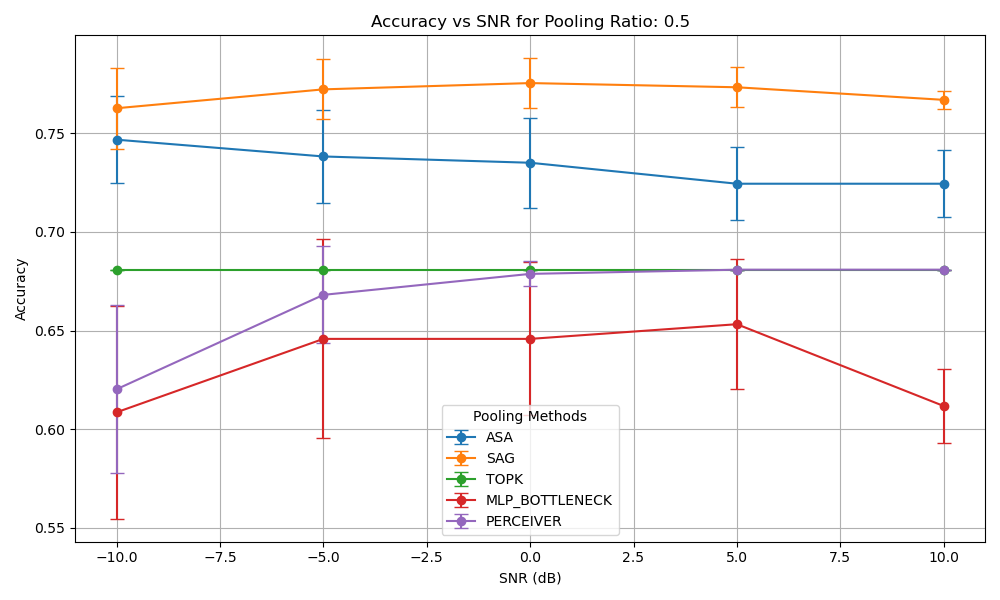 Accuracy vs SNR for Pooling Ratio: 0.5
Accuracy
0.75
0.70
0.65
0.60
0.55
Pooling Methods
ASA
SAG
TOPK
MLP_BOTTLENECK
PERCEIVER
−10.0 −7.5 −5.0 −2.5 0.0 2.5 5.0 7.5 10.0
SNR (dB)